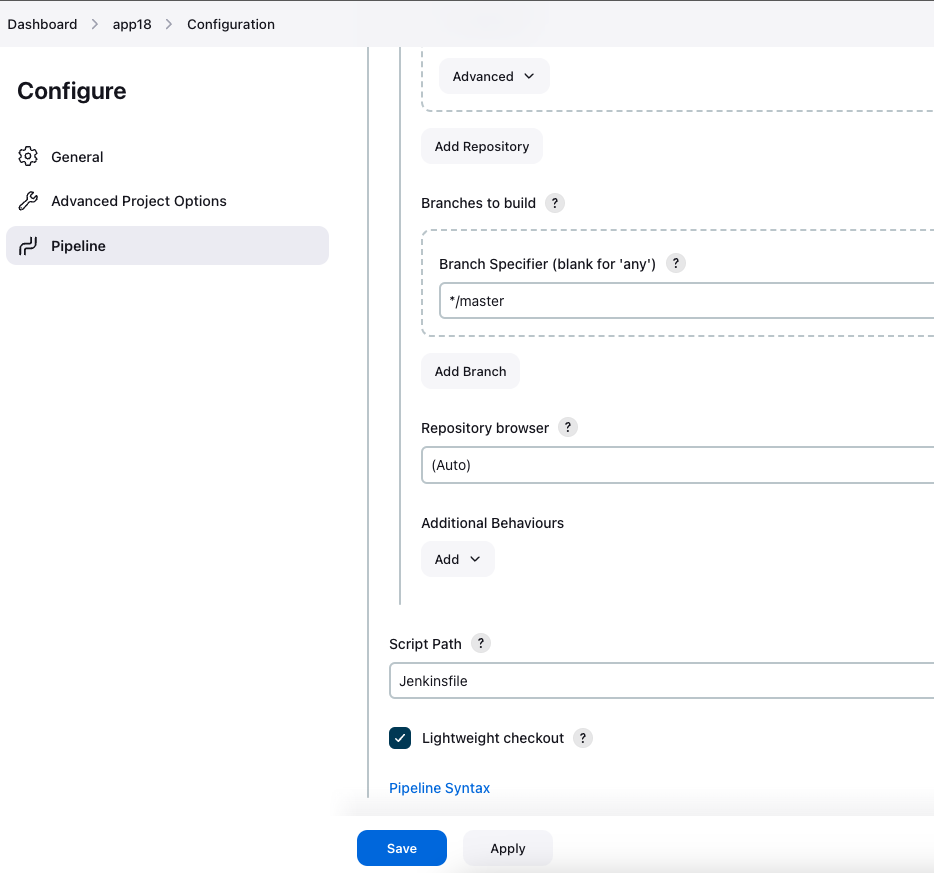 Dashboard > app18 > Configuration
Configure
General
Advanced Project Options
Pipeline
Advanced
Add Repository
Branches to build ?
Branch Specifier (blank for 'any') ?
*/master
Add Branch
Repository browser ?
(Auto)
Additional Behaviours
Add
Script Path ?
Jenkinsfile
Lightweight checkout ?
Pipeline Syntax
Save Apply